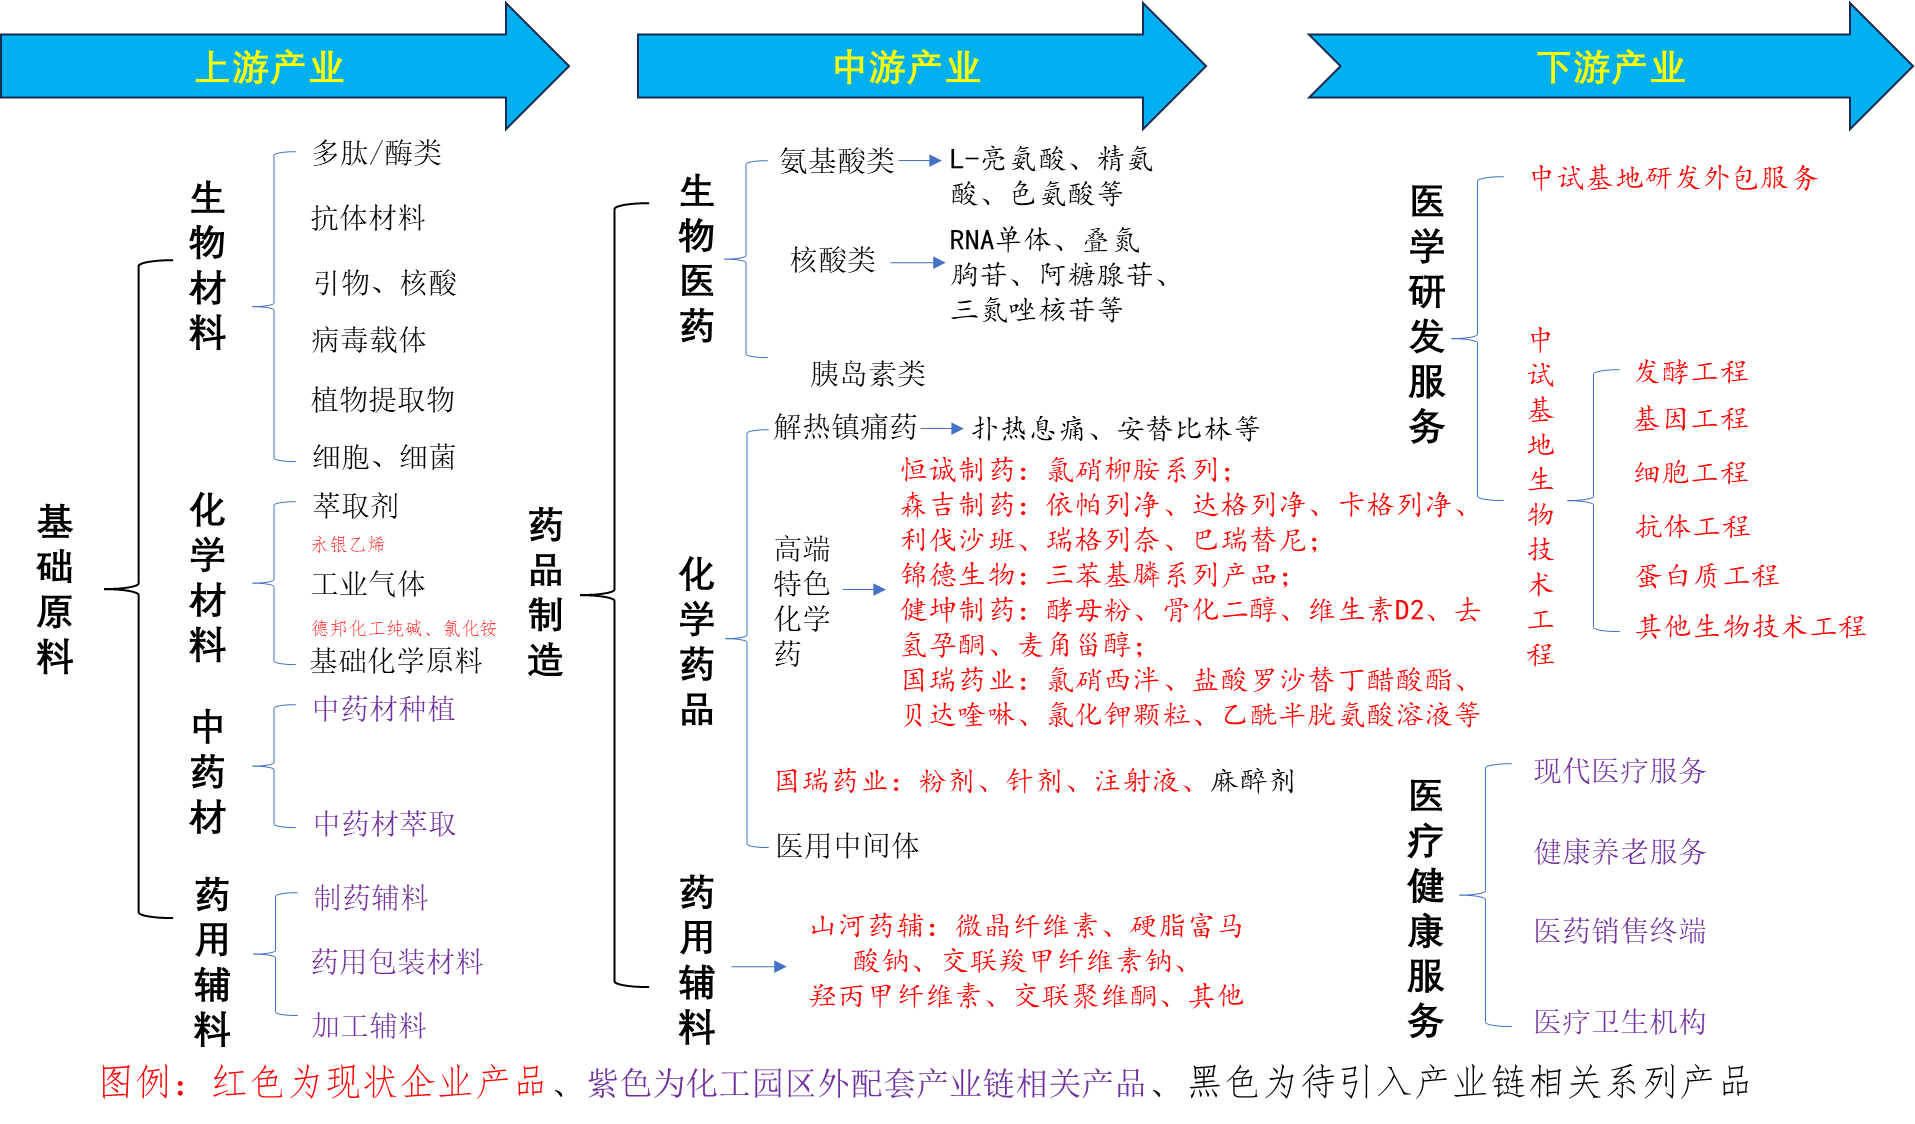 上游产业
中游产业
下游产业
基础原料
生物材料
多肽/酶类
抗体材料
引物、核酸
病毒载体
植物提取物
细胞、细菌
化学材料
萃取剂
永银乙烯
工业气体
德邦化工纯碱、氯化铵
基础化学原料
中药材
中药材种植
中药材萃取
药用辅料
制药辅料
药用包装材料
加工辅料
药品制造
生物医药
氨基酸类
L-亮氨酸、精氨
酸、色氨酸等
核酸类
RNA单体、叠氮
胸苷、阿糖腺苷、
三氮唑核苷等
胰岛素类
化学药品
解热镇痛药
扑热息痛、安替比林等
高端
特色
化学
药
恒诚制药：氯硝柳胺系列；
森吉制药：依帕列净、达格列净、卡格列净、
利伐沙班、瑞格列奈、巴瑞替尼；
锦德生物：三苯基膦系列产品；
健坤制药：酵母粉、骨化二醇、维生素D2、去
氢孕酮、麦角甾醇；
国瑞药业：氯硝西泮、盐酸罗沙替丁醋酸酯、
贝达喹啉、氯化钾颗粒、乙酰半胱氨酸溶液等
国瑞药业：粉剂、针剂、注射液、麻醉剂
医用中间体
药用辅料
山河药辅：微晶纤维素、硬脂富马
酸钠、交联羧甲纤维素钠、
羟丙甲纤维素、交联聚维酮、其他
医学研发服务
中试基地研发外包服务
中试基地生物技术工程
发酵工程
基因工程
细胞工程
抗体工程
蛋白质工程
其他生物技术工程
医疗健康服务
现代医疗服务
健康养老服务
医药销售终端
医疗卫生机构
图例：红色为现状企业产品、紫色为化工园区外配套产业链相关产品、黑色为待引入产业链相关系列产品